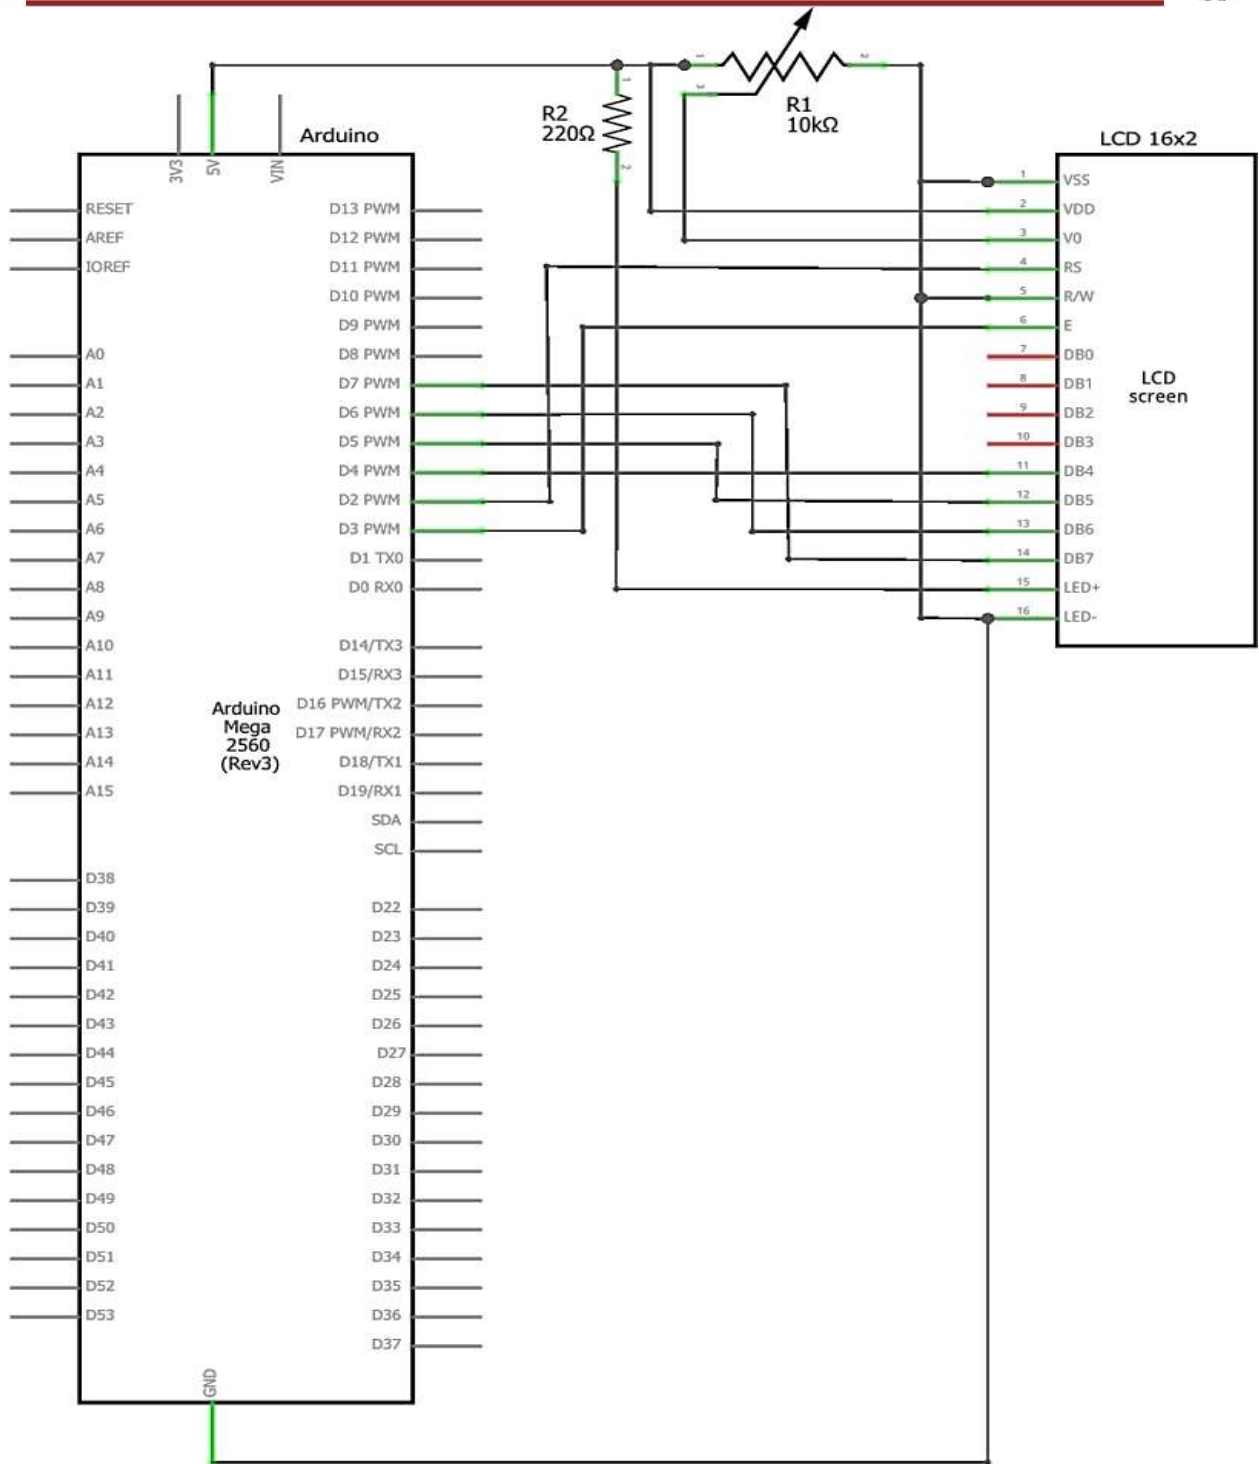 1
2
3
R2
220Ω
1
2
R1
10kΩ
3V3
5V
VIN
Arduino
LCD 16x2
RESET
AREF
IOREF
A0
A1
A2
A3
A4
A5
A6
A7
A8
A9
A10
A11
A12
A13
A14
A15
D38
D39
D40
D41
D42
D43
D44
D45
D46
D47
D48
D49
D50
D51
D52
D53
Arduino
Mega
2560
(Rev3)
D13 PWM
D12 PWM
D11 PWM
D10 PWM
D9 PWM
D8 PWM
D7 PWM
D6 PWM
D5 PWM
D4 PWM
D2 PWM
D3 PWM
D1 TX0
D0 RX0
D14/TX3
D15/RX3
D16 PWM/TX2
D17 PWM/RX2
D18/TX1
D19/RX1
SDA
SCL
D22
D23
D24
D25
D26
D27
D28
D29
D30
D31
D32
D33
D34
D35
D36
D37
GND
1 VSS
2 VDD
3 V0
4 RS
5 R/W
6 E
7 DB0
8 DB1
9 DB2
10 DB3
11 DB4
12 DB5
13 DB6
14 DB7
15 LED+
16 LED-
LCD
screen